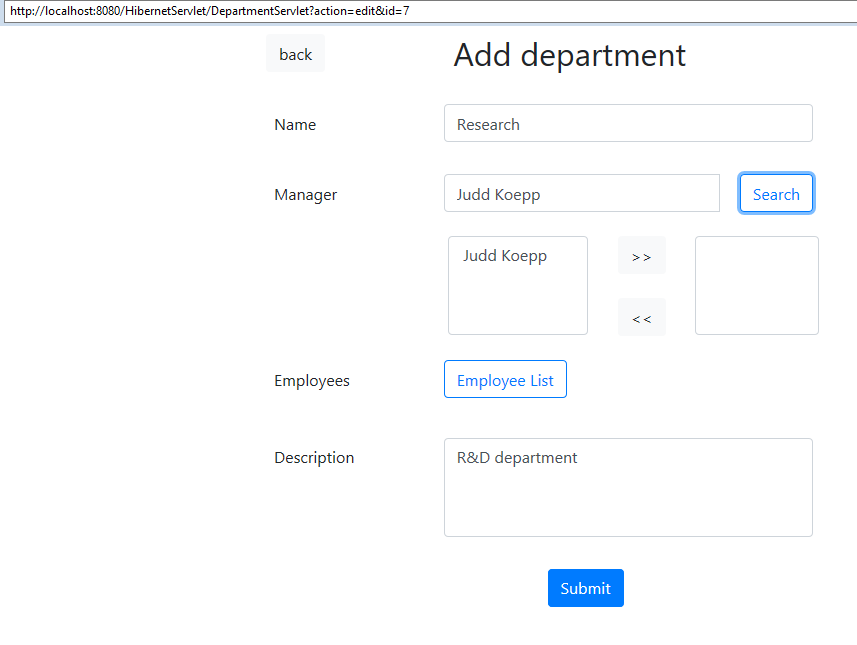 http://localhost:8080/HibernetServlet/DepartmentServlet?action=edit&id=7
back
Add department
Name
Research
Manager
Judd Koepp
Search
Judd Koepp
>>
<<
Employees
Employee List
Description
R&D department
Submit